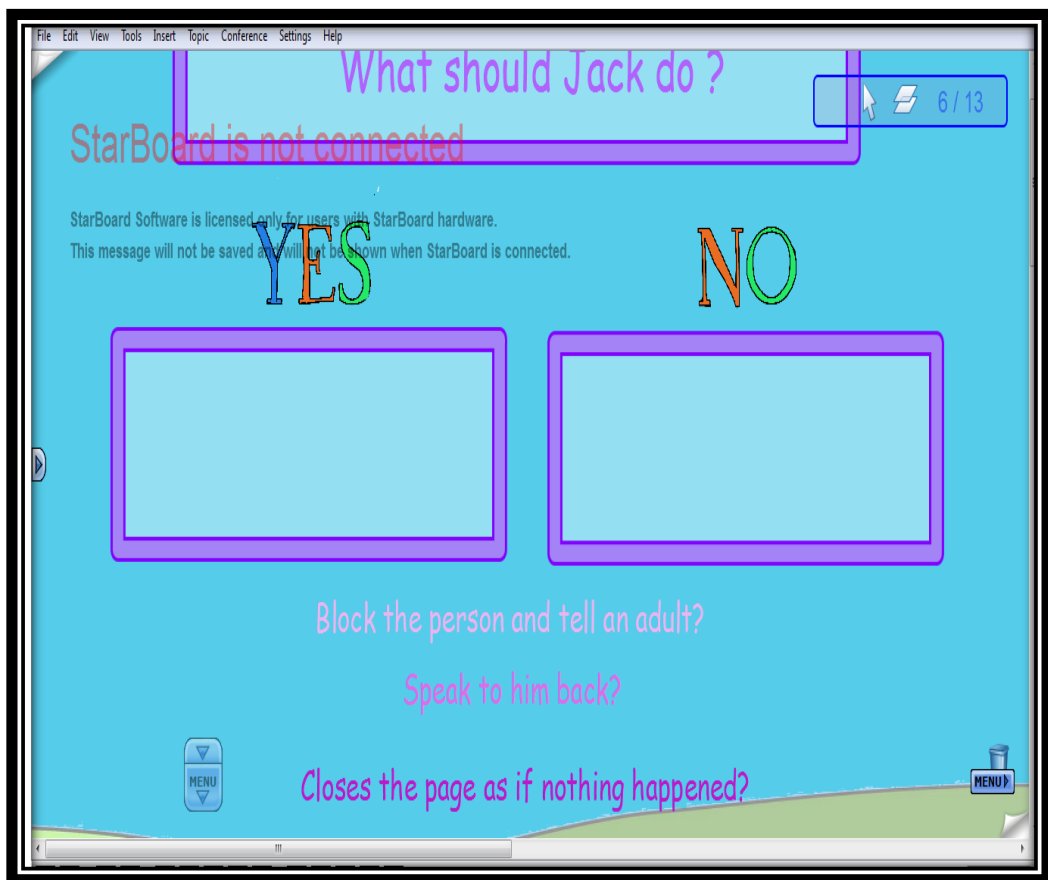 File Edit View Tools Insert Topic Conference Settings Help
What should Jack do ?
6 / 13
StarBoard is not connected
StarBoard Software is licensed only for users with StarBoard hardware.
This message will not be saved and will not be shown when StarBoard is connected.
YES
NO
Block the person and tell an adult?
Speak to him back?
MENU
MENU
Closes the page as if nothing happened?